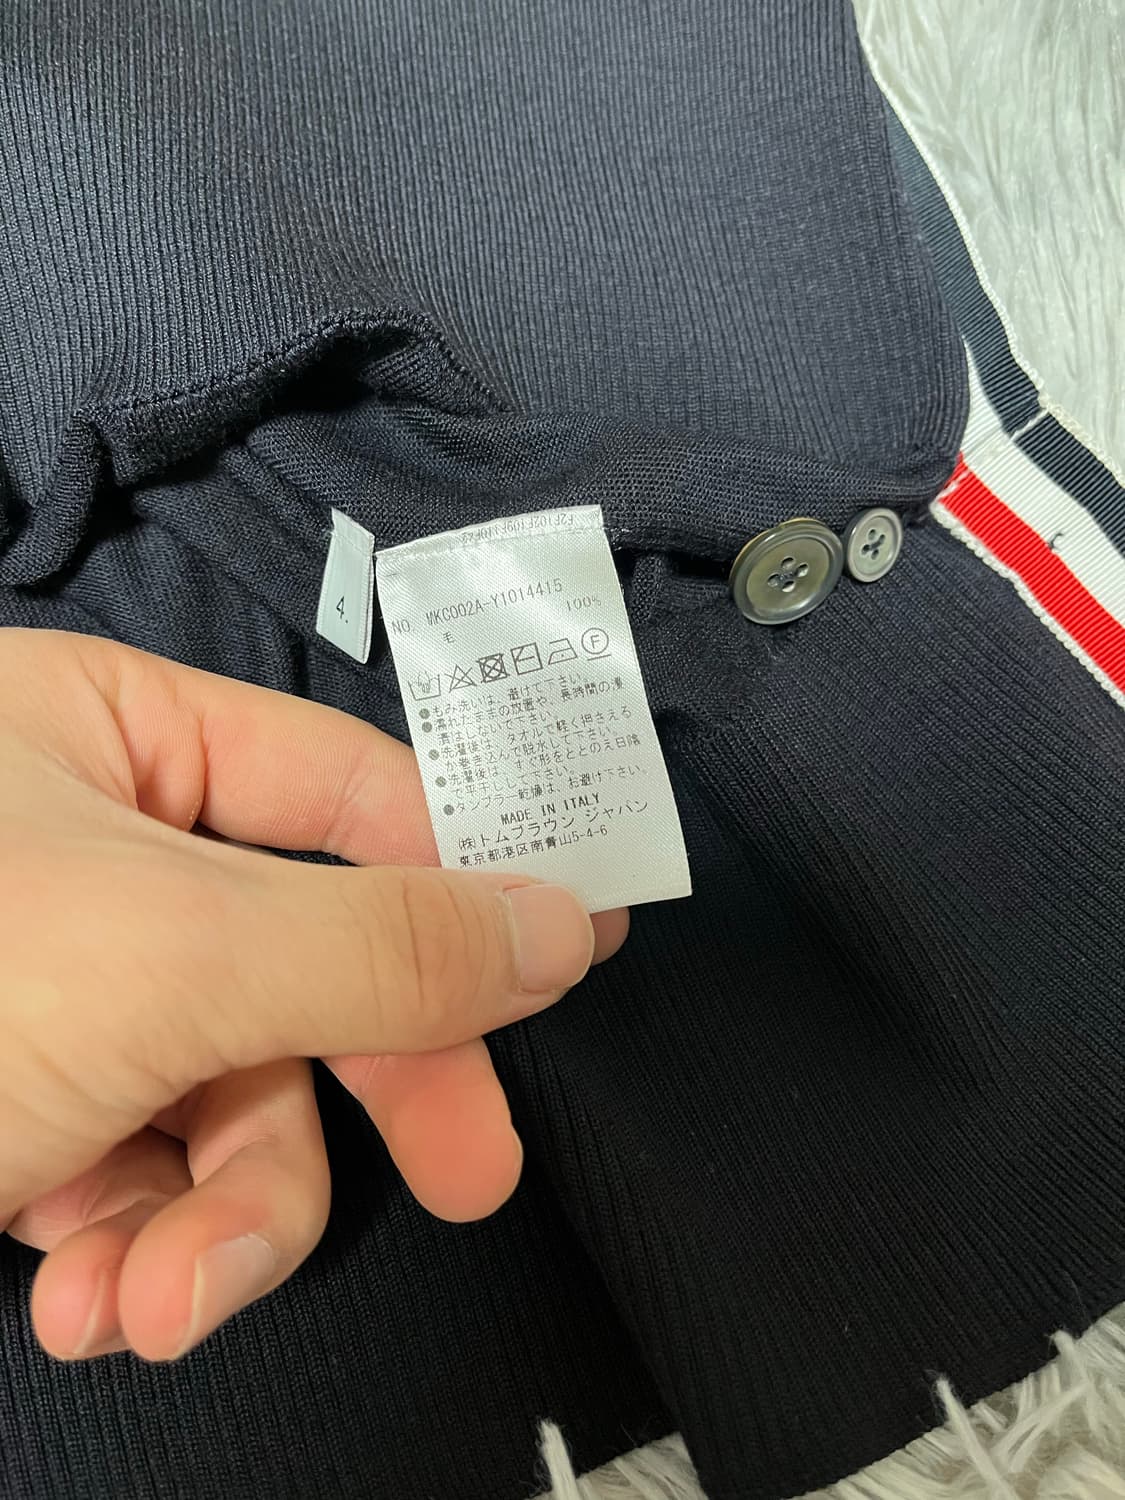 4.
NO. MKC002A-Y1014415
毛 100%
F
●もみ洗いは、避けて下さい。
●濡れたままの放置や、長時間の浸
漬はしないで下さい。
●洗濯後は、タオルで軽く押さえる
か巻き込んで脱水して下さい。
●洗濯後は、すぐ形をととのえ日陰
で平干しして下さい。
●タンブラー乾燥は、お避け下さい。
MADE IN ITALY
(株)トムブラウン ジャパン
東京都港区南青山5-4-6